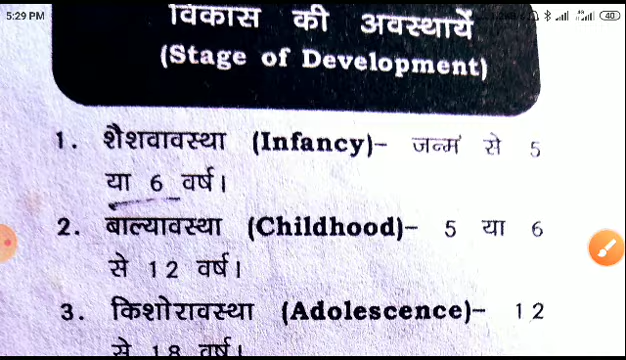 5:29 PM
40
विकास की अवस्थायें
(Stage of Development)
1. शैशवावस्था (Infancy)– जन्म से 5
या 6 वर्ष।
2. बाल्यावस्था (Childhood)– 5 या 6
से 12 वर्ष।
3. किशोरावस्था (Adolescence)– 12
से 18 वर्ष।